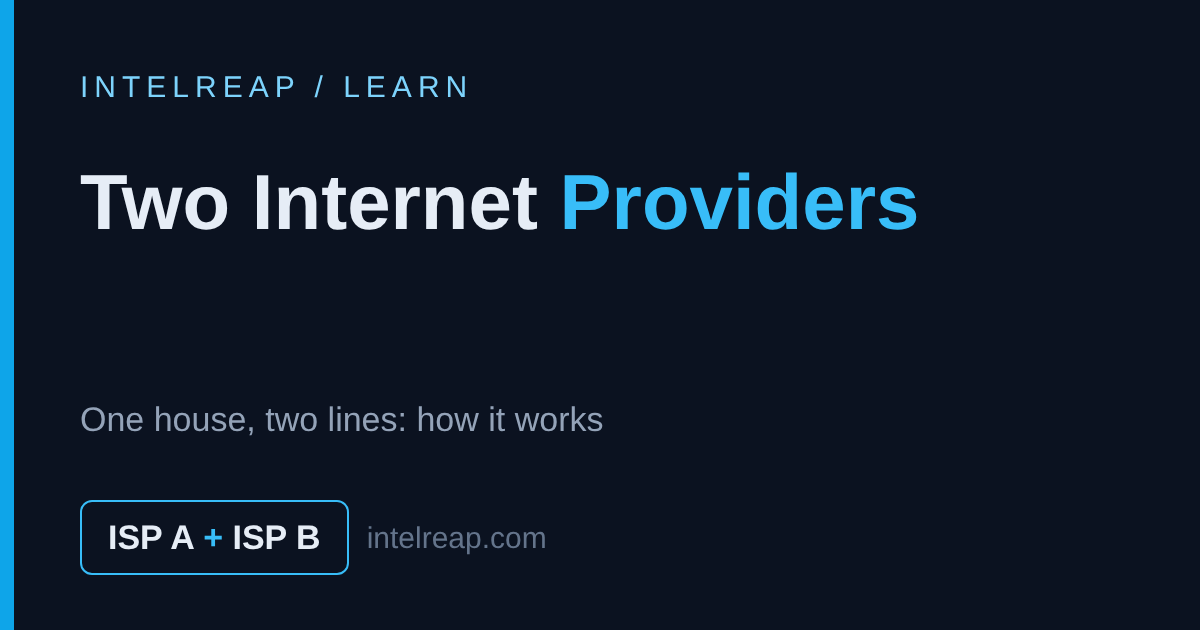 INTELREAP / LEARN
Two Internet Providers
One house, two lines: how it works
ISP A + ISP B
intelreap.com